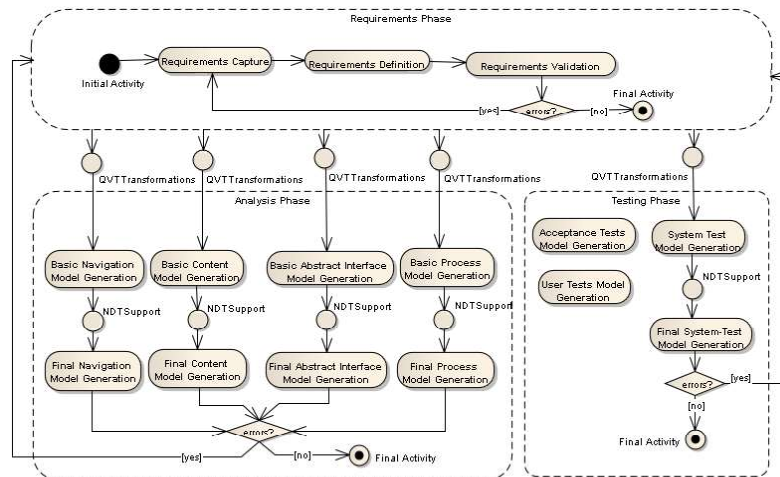 Requirements Phase
Initial Activity
Requirements Capture
Requirements Definition
Requirements Validation
errors?
[yes]
[no]
Final Activity
QVTTransformations
QVTTransformations
QVTTransformations
QVTTransformations
QVTTransformations
Analysis Phase
Basic Navigation
Model Generation
Basic Content
Model Generation
Basic Abstract Interface
Model Generation
Basic Process
Model Generation
NDTSupport
NDTSupport
NDTSupport
NDTSupport
Final Navigation
Model Generation
Final Content
Model Generation
Final Abstract Interface
Model Generation
Final Process
Model Generation
errors?
[yes]
[no]
Final Activity
Testing Phase
Acceptance Tests
Model Generation
System Test
Model Generation
User Tests Model
Generation
NDTSupport
Final System-Test
Model Generation
errors?
[yes]
[no]
Final Activity